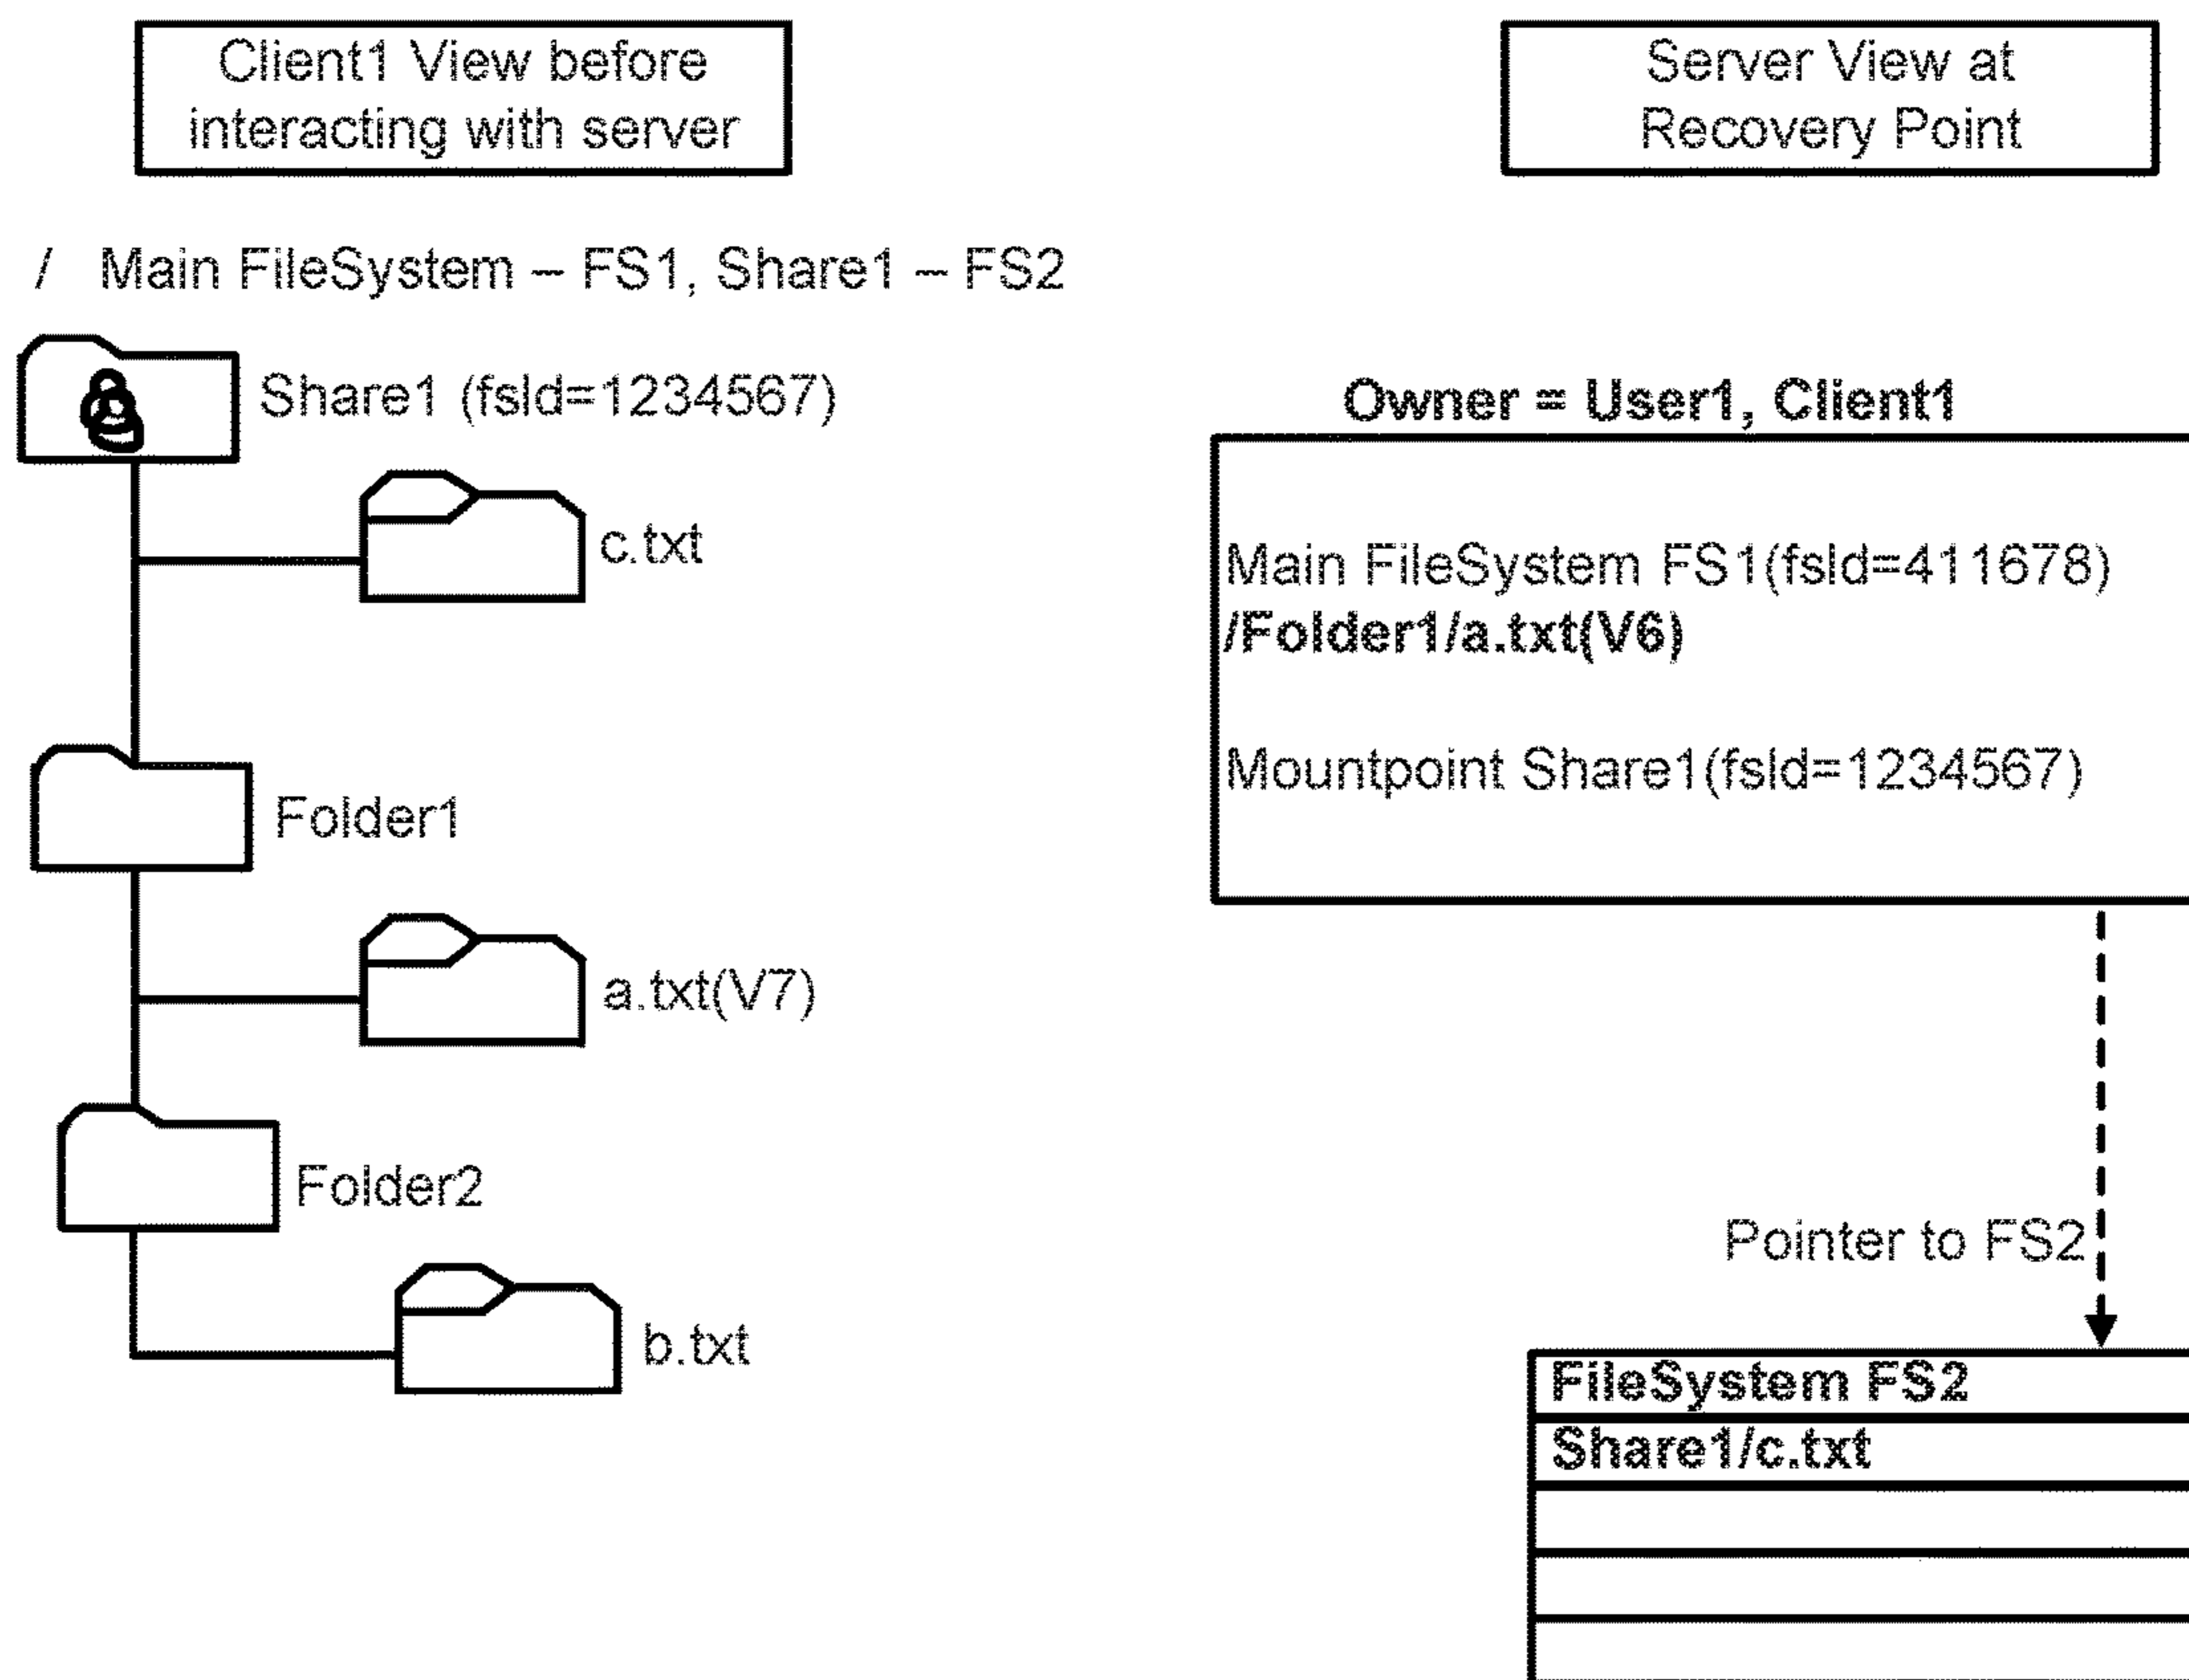 Client1 View before
interacting with server
Server View at
Recovery Point
/ Main FileSystem – FS1, Share1 – FS2
Share1 (fsId=1234567)
c.txt
Folder1
a.txt(V7)
Folder2
b.txt
Owner = User1, Client1
Main FileSystem FS1(fsId=411678)
/Folder1/a.txt(V6)
Mountpoint Share1(fsId=1234567)
Pointer to FS2
FileSystem FS2
Share1/c.txt